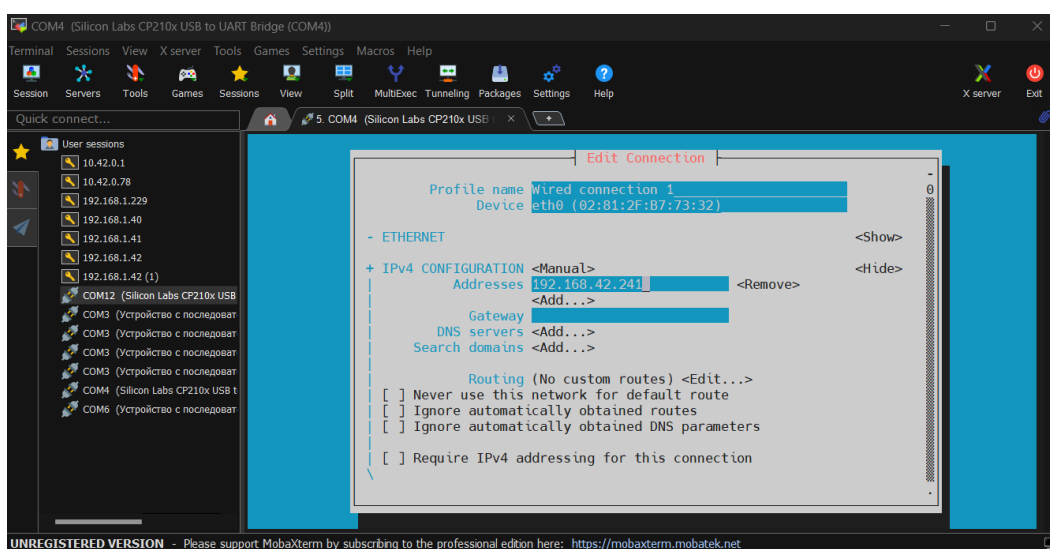 COM4 (Silicon Labs CP210x USB to UART Bridge (COM4))
Terminal Sessions View X server Tools Games Settings Macros Help
Session Servers Tools Games Sessions View Split MultiExec Tunneling Packages Settings Help X server Exit
Quick connect...
5. COM4 (Silicon Labs CP210x USB
User sessions
10.42.0.1
10.42.0.78
192.168.1.229
192.168.1.40
192.168.1.41
192.168.1.42
192.168.1.42 (1)
COM12 (Silicon Labs CP210x USB
COM3 (Устройство с последоват
COM3 (Устройство с последоват
COM3 (Устройство с последоват
COM3 (Устройство с последоват
COM4 (Silicon Labs CP210x USB t
COM6 (Устройство с последоват
Edit Connection
Profile name Wired connection 1
Device eth0 (02:81:2F:B7:73:32)
- ETHERNET <Show>
+ IPv4 CONFIGURATION <Manual> <Hide>
Addresses 192.168.42.241 <Remove>
<Add...>
Gateway
DNS servers <Add...>
Search domains <Add...>
Routing (No custom routes) <Edit...>
[ ] Never use this network for default route
[ ] Ignore automatically obtained routes
[ ] Ignore automatically obtained DNS parameters
[ ] Require IPv4 addressing for this connection
UNREGISTERED VERSION - Please support MobaXterm by subscribing to the professional edition here: https://mobaxterm.mobatek.net